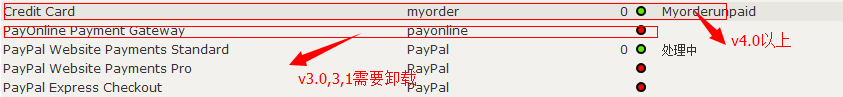 Credit Card myorder 0 Myorderunpaid
PayOnline Payment Gateway payonline
v4.0以上
PayPal Website Payments Standard PayPal 0 处理中
PayPal Website Payments Pro PayPal
v3.0,3,1需要卸载
PayPal Express Checkout PayPal